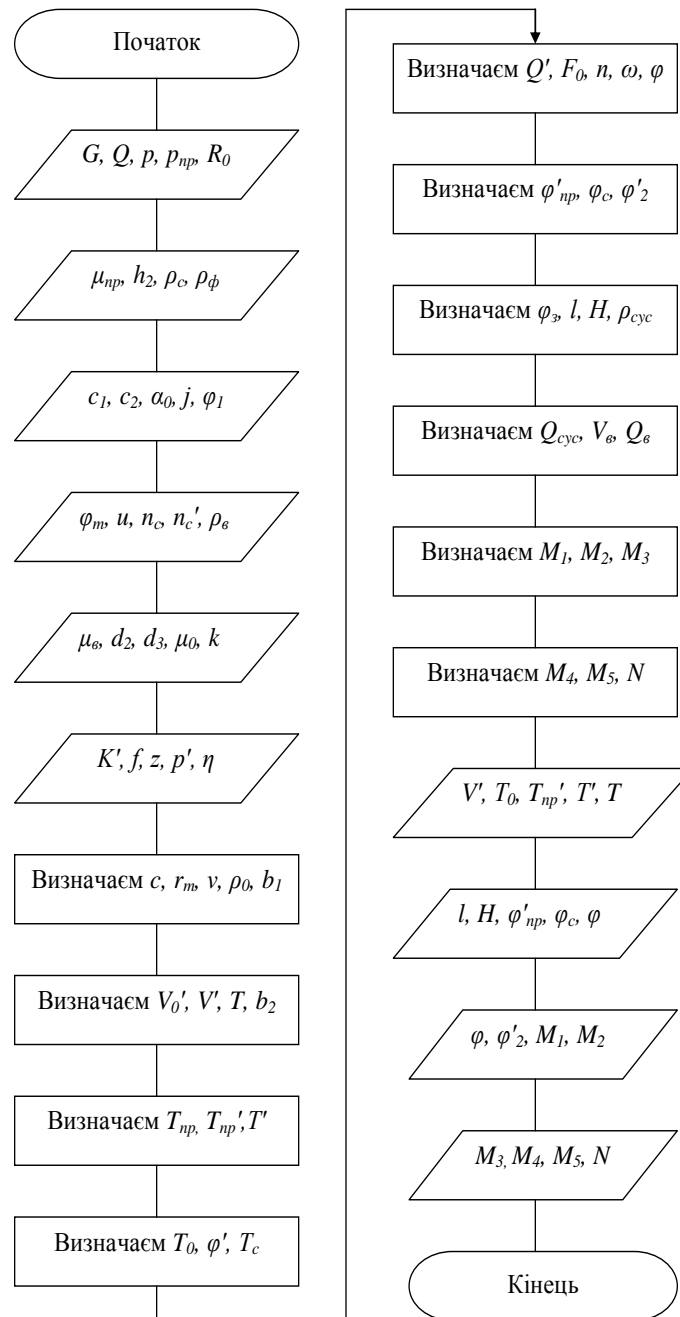 Початок
G, Q, p, pпр, R0
μпр, h2, ρс, ρф
c1, c2, α0, j, φ1
φm, u, nc, nc', ρв
μв, d2, d3, μ0, k
K', f, z, p', η
Визначаєм c, rm, v, ρ0, b1
Визначаєм V0', V', T, b2
Визначаєм Tпр, Tпр',T'
Визначаєм T0, φ', Tc
Визначаєм Q', F0, n, ω, φ
Визначаєм φ'пр, φс, φ'2
Визначаєм φз, l, H, ρсус
Визначаєм Qсус, Vв, Qв
Визначаєм M1, M2, M3
Визначаєм M4, M5, N
V', T0, Tпр', T', T
l, H, φ'пр, φс, φ
φ, φ'2, M1, M2
M3, M4, M5, N
Кінець